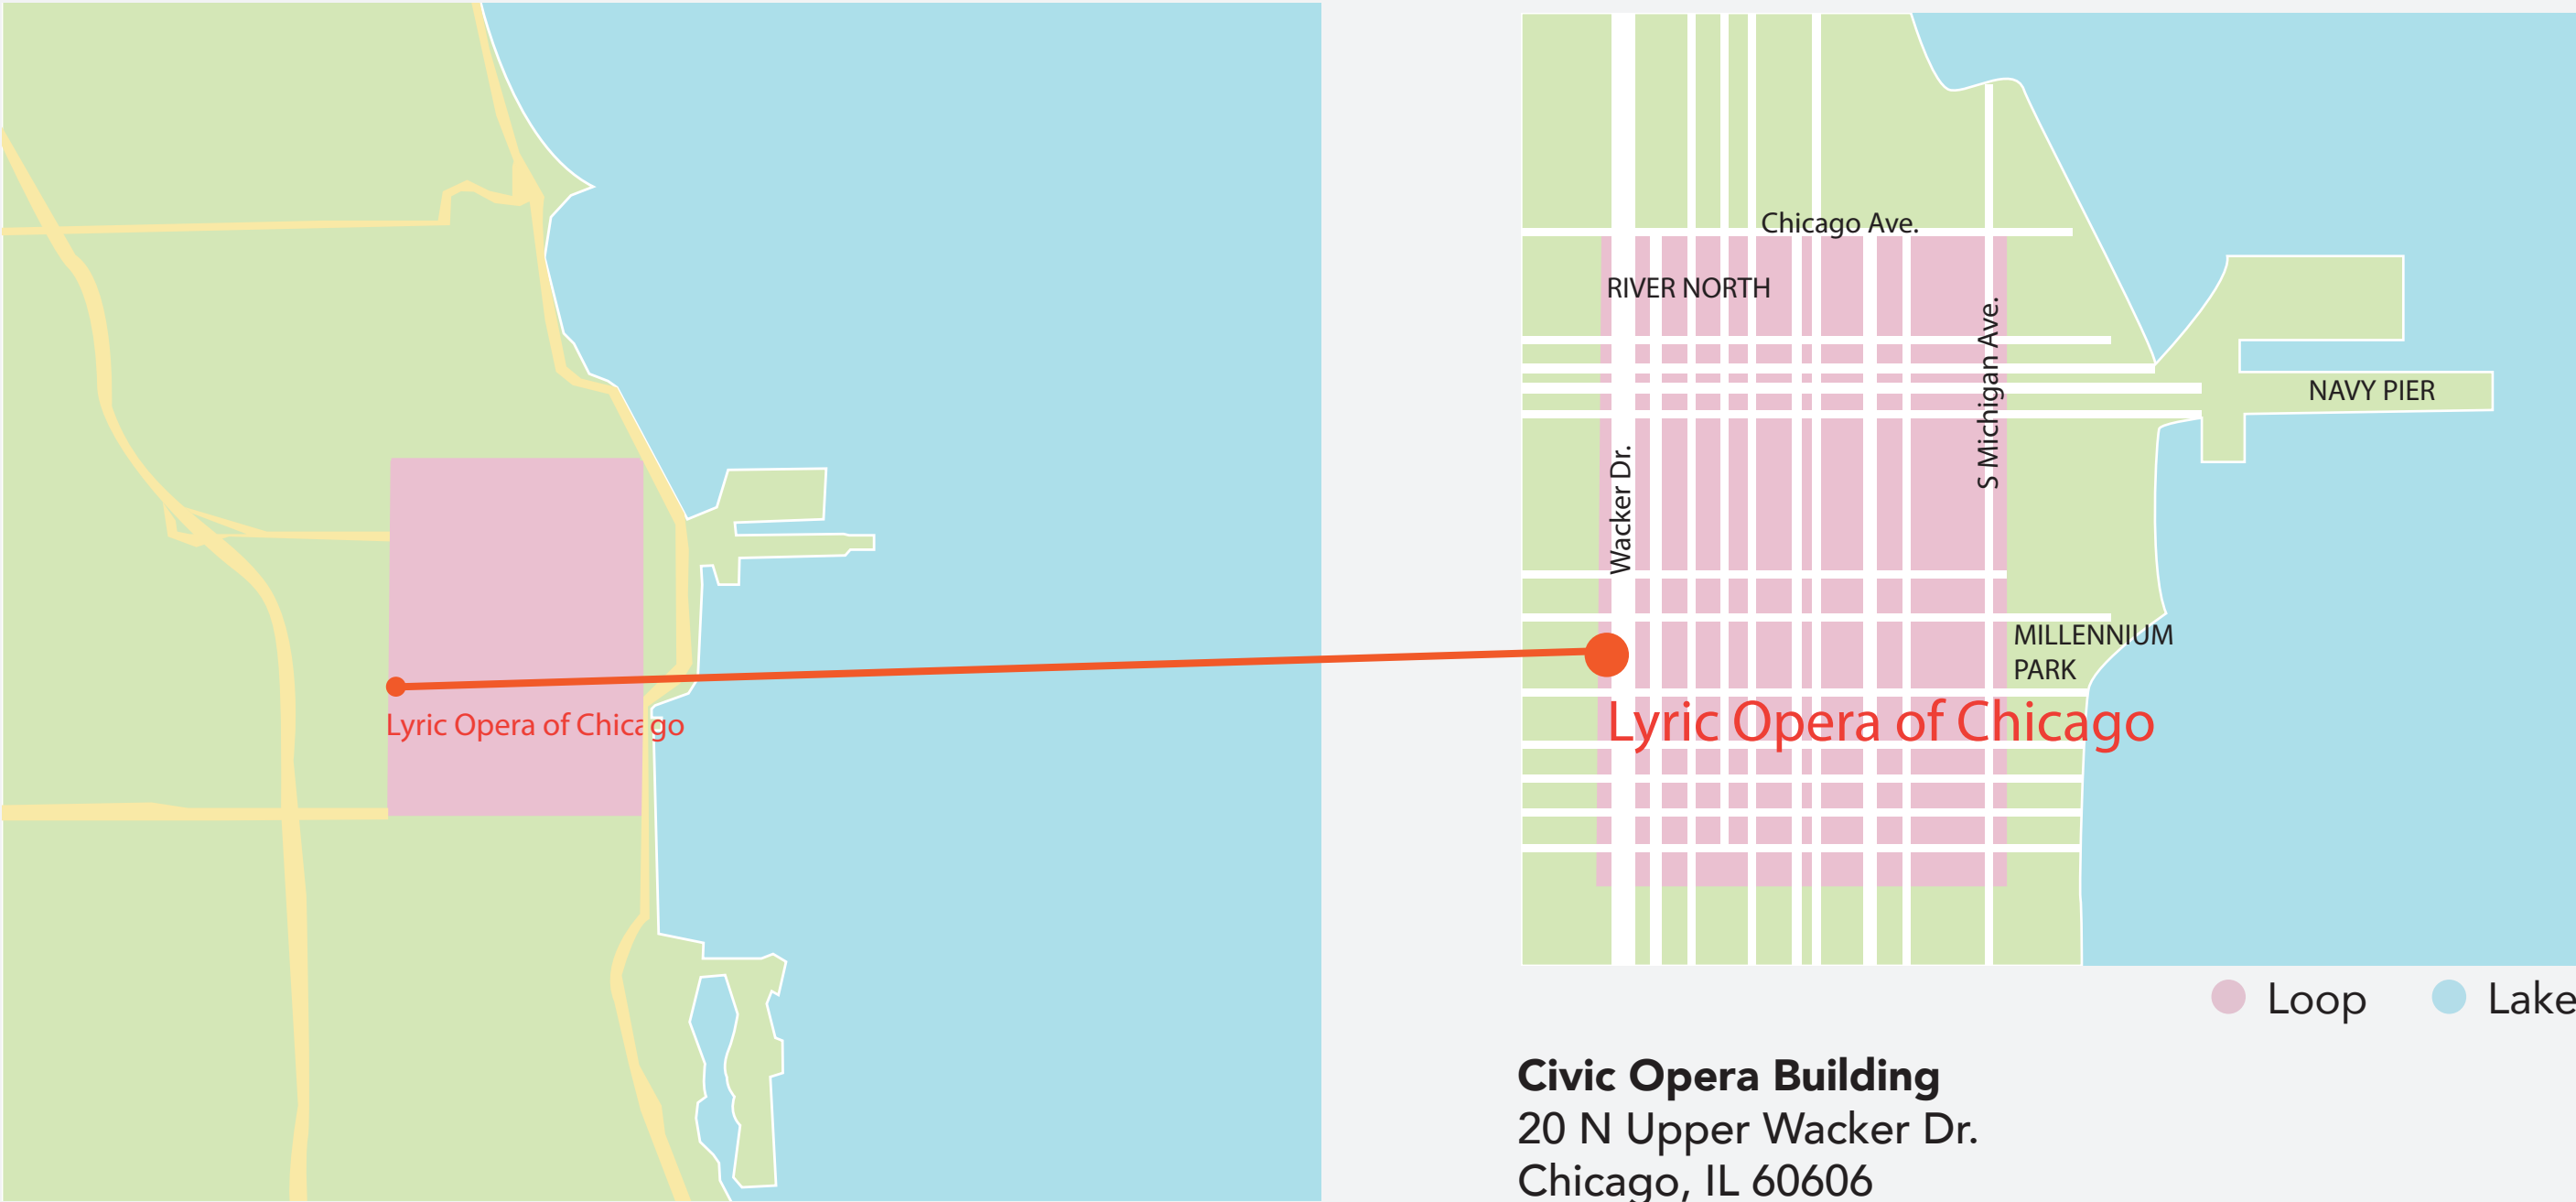 Lyric Opera of Chicago
Chicago Ave.
RIVER NORTH
S Michigan Ave.
NAVY PIER
Wacker Dr.
MILLENNIUM
PARK
Lyric Opera of Chicago
Loop
Lake
Civic Opera Building
20 N Upper Wacker Dr.
Chicago, IL 60606